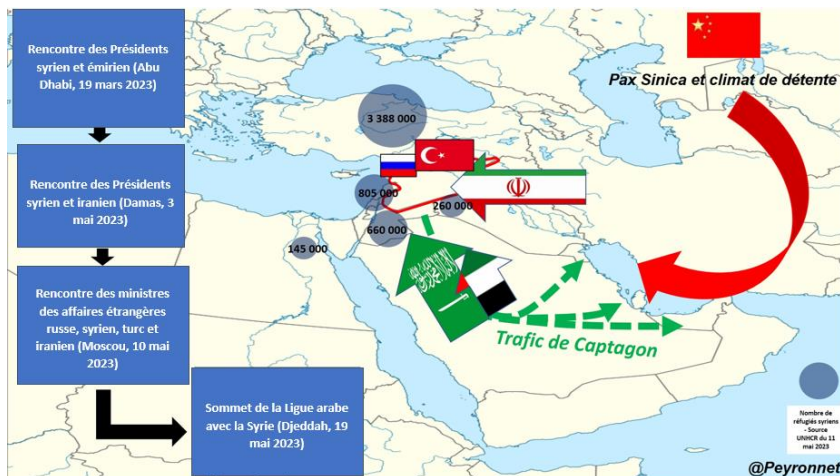 Rencontre des Présidents
syrien et émirien (Abu
Dhabi, 19 mars 2023)
Rencontre des Présidents
syrien et iranien (Damas, 3
mai 2023)
Rencontre des ministres
des affaires étrangères
russe, syrien, turc et
iranien (Moscou, 10 mai
2023)
Sommet de la Ligue arabe
avec la Syrie (Djeddah, 19
mai 2023)
Pax Sinica et climat de détente
3 388 000
805 000
260 000
660 000
145 000
Trafic de Captagon
Nombre de
réfugiés syriens
- Source
UNHCR du 11
mai 2023
@Peyronnet